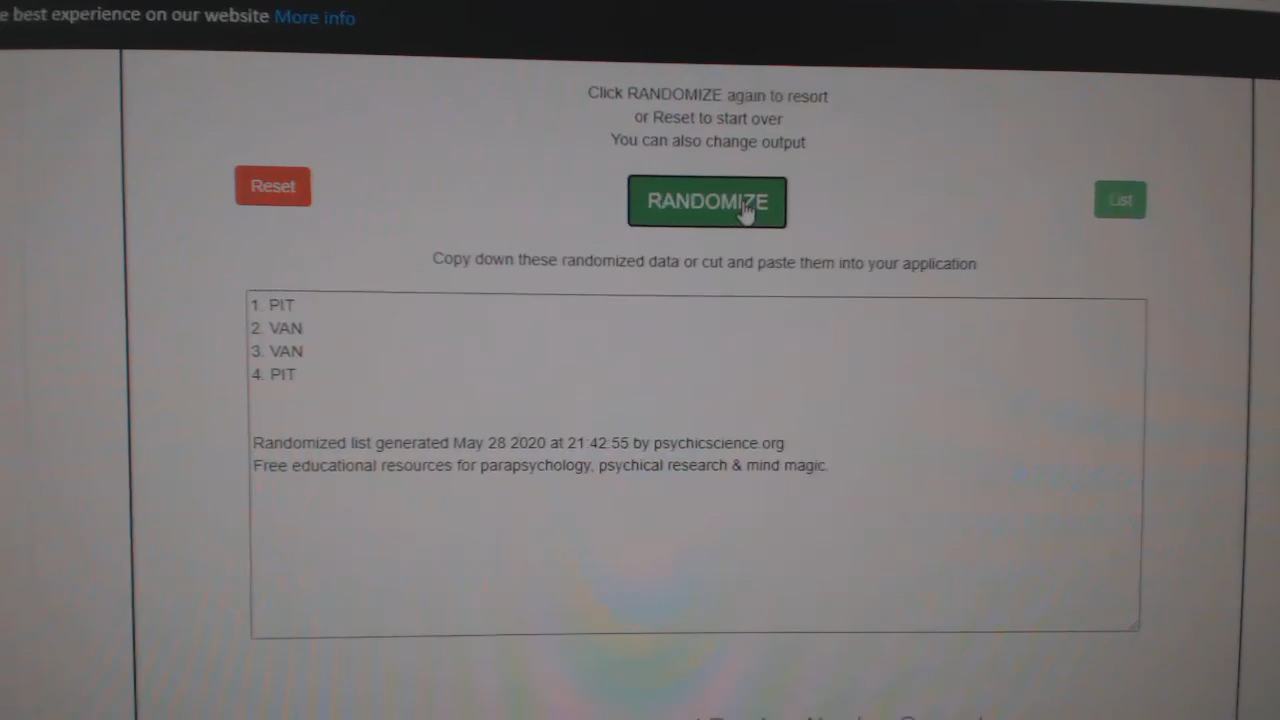 e best experience on our website More info
Click RANDOMIZE again to resort
or Reset to start over
You can also change output
Reset
RANDOMIZE
List
Copy down these randomized data or cut and paste them into your application
1. PIT
2. VAN
3. VAN
4. PIT
Randomized list generated May 28 2020 at 21:42:55 by psychicscience.org
Free educational resources for parapsychology, psychical research & mind magic.